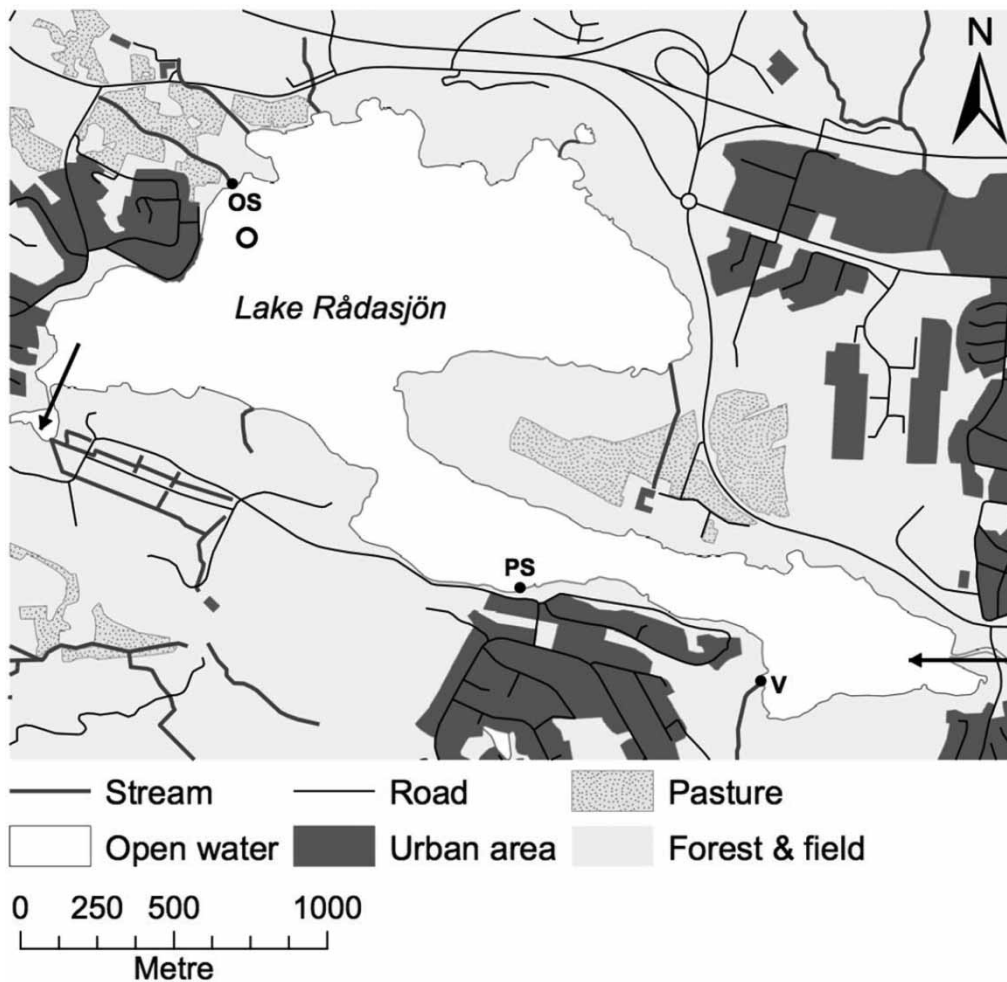 N
OS
Lake Rådasjön
PS
V
Stream Road Pasture
Open water Urban area Forest & field
0 250 500 1000
Metre